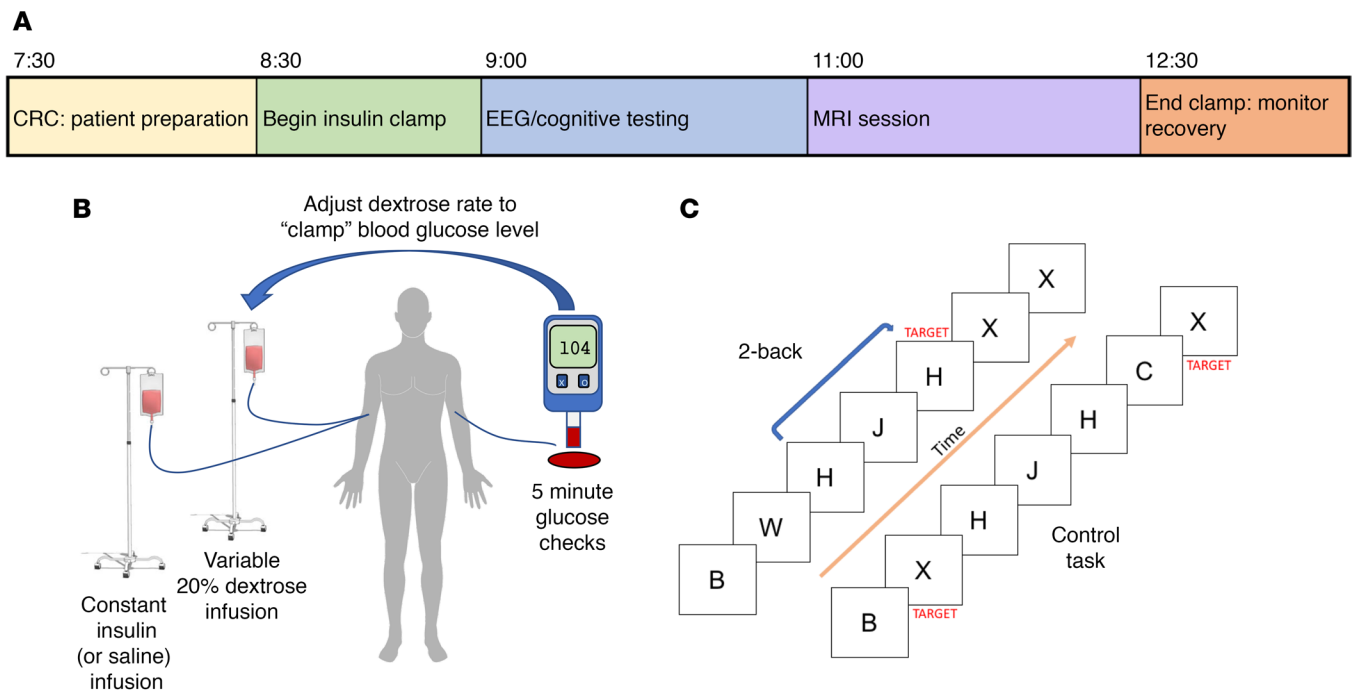 A
7:30
8:30
9:00
11:00
12:30
CRC: patient preparation
Begin insulin clamp
EEG/cognitive testing
MRI session
End clamp: monitor
recovery
B
Adjust dextrose rate to
“clamp” blood glucose level
104
X
O
5 minute
glucose
checks
Variable
20% dextrose
infusion
Constant
insulin
(or saline)
infusion
C
2-back
B
W
H
J
H
TARGET
X
X
Time
B
X
TARGET
H
J
H
C
X
TARGET
Control
task